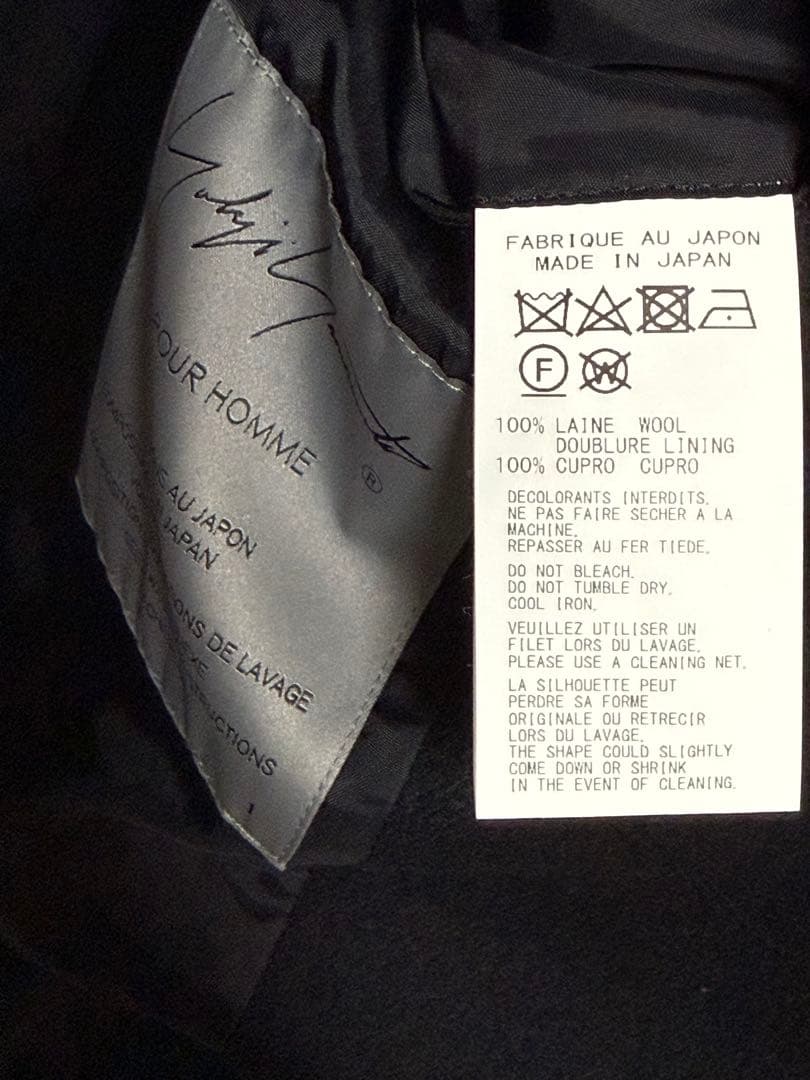 Yohji Yamamoto
POUR HOMME
®
AU JAPON
JAPAN
DE LAVAGE
1
FABRIQUE AU JAPON
MADE IN JAPAN
F
W
100% LAINE WOOL
DOUBLURE LINING
100% CUPRO CUPRO
DECOLORANTS INTERDITS.
NE PAS FAIRE SECHER A LA
MACHINE.
REPASSER AU FER TIEDE.
DO NOT BLEACH.
DO NOT TUMBLE DRY.
COOL IRON.
VEUILLEZ UTILISER UN
FILET LORS DU LAVAGE.
PLEASE USE A CLEANING NET.
LA SILHOUETTE PEUT
PERDRE SA FORME
ORIGINALE OU RETRECIR
LORS DU LAVAGE.
THE SHAPE COULD SLIGHTLY
COME DOWN OR SHRINK
IN THE EVENT OF CLEANING.